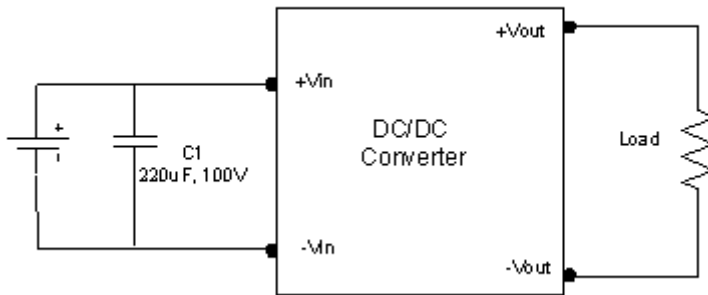 +Vout
+Vin
+
-
C1
220uF, 100V
DC/DC
Converter
Load
-Vin
-Vout